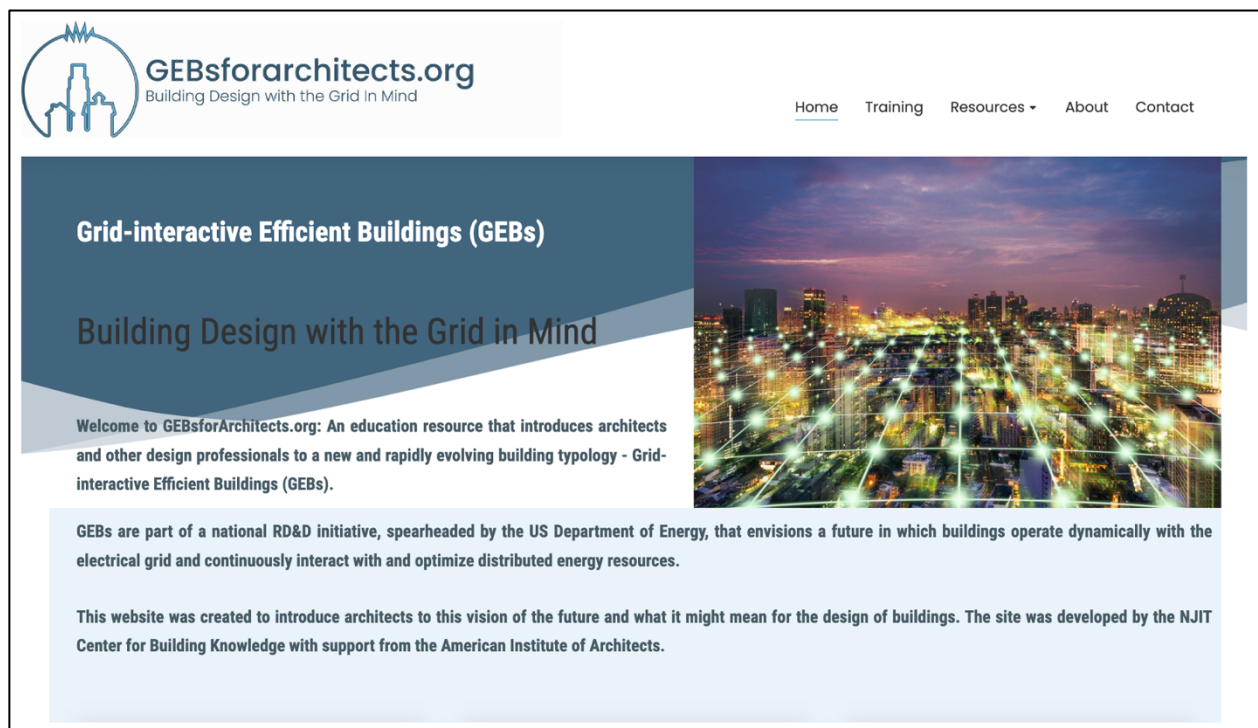 GEBsforarchitects.org
Building Design with the Grid In Mind
Home Training Resources About Contact
Grid-interactive Efficient Buildings (GEBs)
Building Design with the Grid in Mind
Welcome to GEBsforArchitects.org: An education resource that introduces architects
and other design professionals to a new and rapidly evolving building typology - Grid-
interactive Efficient Buildings (GEBs).
GEBs are part of a national RD&D initiative, spearheaded by the US Department of Energy, that envisions a future in which buildings operate dynamically with the
electrical grid and continuously interact with and optimize distributed energy resources.
This website was created to introduce architects to this vision of the future and what it might mean for the design of buildings. The site was developed by the NJIT
Center for Building Knowledge with support from the American Institute of Architects.